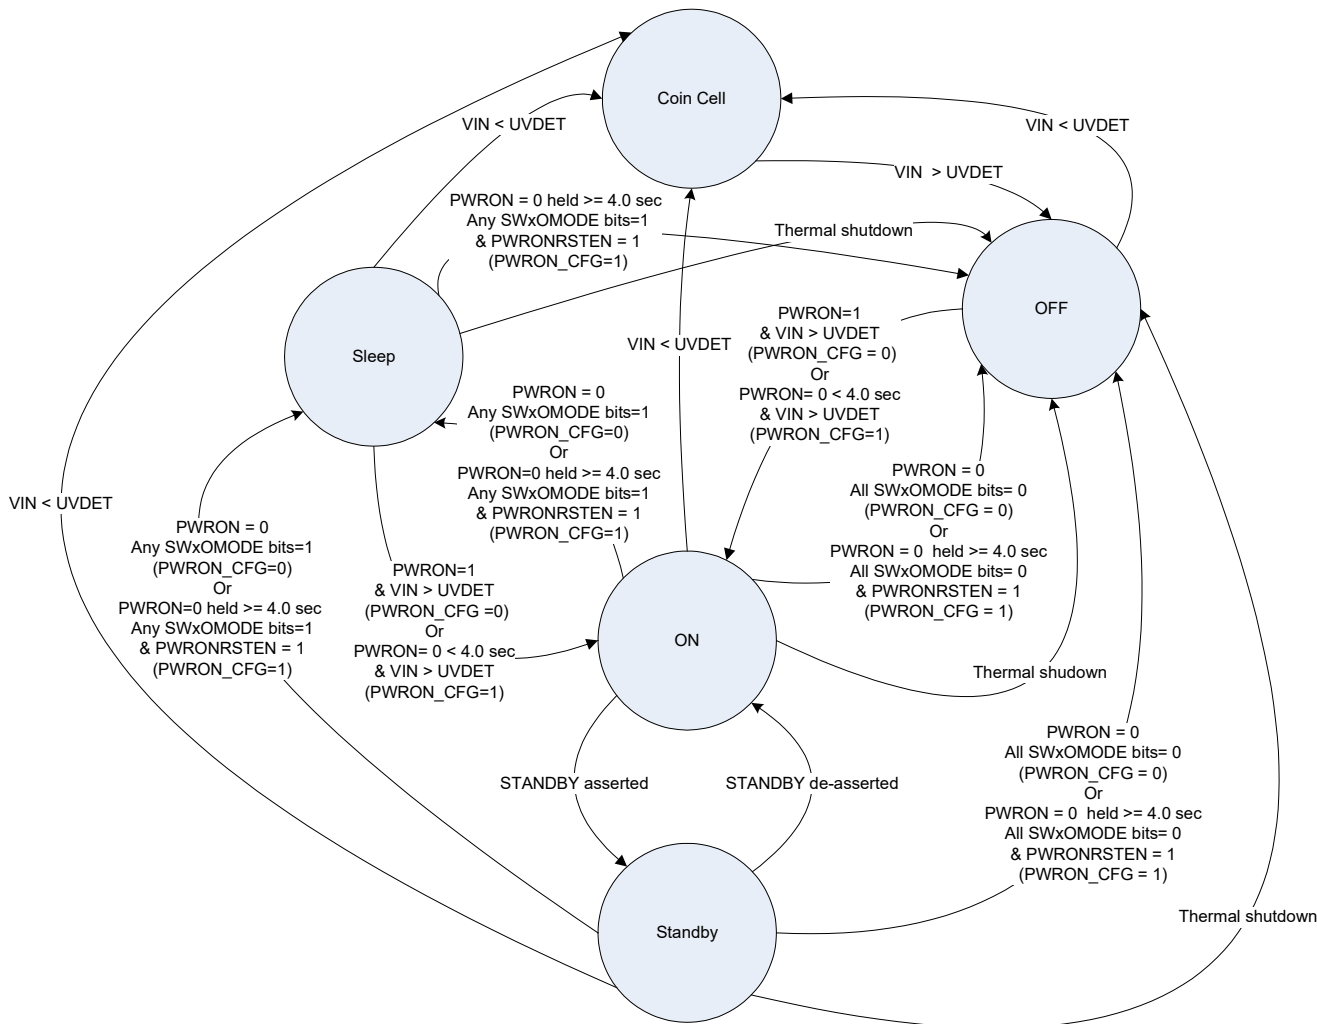 Coin Cell
VIN < UVDET
VIN < UVDET
VIN  > UVDET
PWRON = 0 held >= 4.0 sec
Any SWxOMODE bits=1
& PWRONRSTEN = 1
(PWRON_CFG=1)
Thermal shutdown
OFF
Sleep
VIN < UVDET
PWRON=1
& VIN > UVDET
(PWRON_CFG = 0)
Or
PWRON= 0 < 4.0 sec
& VIN > UVDET
(PWRON_CFG=1)
PWRON = 0
Any SWxOMODE bits=1
(PWRON_CFG=0)
Or
PWRON=0 held >= 4.0 sec
Any SWxOMODE bits=1
& PWRONRSTEN = 1
(PWRON_CFG=1)
PWRON = 0
All SWxOMODE bits= 0
(PWRON_CFG = 0)
Or
PWRON = 0  held >= 4.0 sec
All SWxOMODE bits= 0
& PWRONRSTEN = 1
(PWRON_CFG = 1)
VIN < UVDET
PWRON = 0
Any SWxOMODE bits=1
(PWRON_CFG=0)
Or
PWRON=0 held >= 4.0 sec
Any SWxOMODE bits=1
& PWRONRSTEN = 1
(PWRON_CFG=1)
PWRON=1
& VIN > UVDET
(PWRON_CFG =0)
Or
PWRON= 0 < 4.0 sec
& VIN > UVDET
(PWRON_CFG=1)
ON
Thermal shudown
STANDBY asserted
STANDBY de-asserted
PWRON = 0
All SWxOMODE bits= 0
(PWRON_CFG = 0)
Or
PWRON = 0  held >= 4.0 sec
All SWxOMODE bits= 0
& PWRONRSTEN = 1
(PWRON_CFG = 1)
Standby
Thermal shutdown